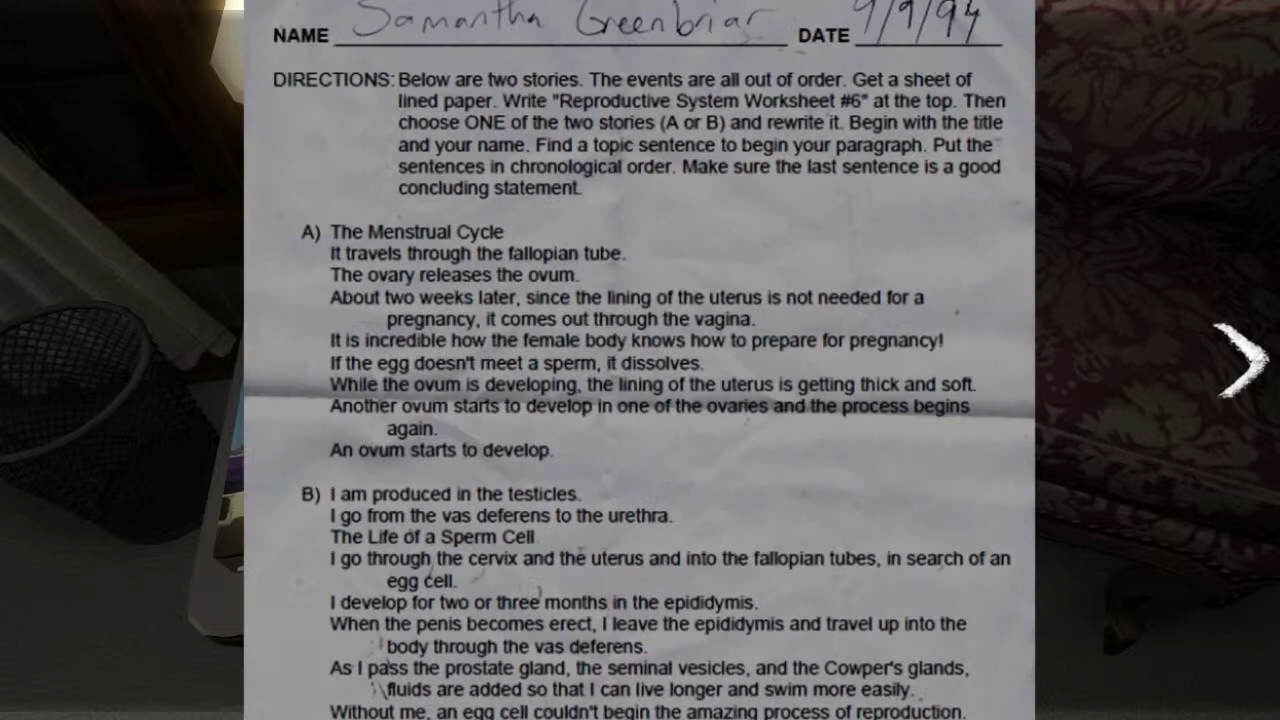 NAME Samantha Greenbriar DATE 9/9/94
DIRECTIONS: Below are two stories. The events are all out of order. Get a sheet of
lined paper. Write "Reproductive System Worksheet #6" at the top. Then
choose ONE of the two stories (A or B) and rewrite it. Begin with the title
and your name. Find a topic sentence to begin your paragraph. Put the
sentences in chronological order. Make sure the last sentence is a good
concluding statement.
A) The Menstrual Cycle
It travels through the fallopian tube.
The ovary releases the ovum.
About two weeks later, since the lining of the uterus is not needed for a
pregnancy, it comes out through the vagina.
It is incredible how the female body knows how to prepare for pregnancy!
If the egg doesn't meet a sperm, it dissolves.
While the ovum is developing, the lining of the uterus is getting thick and soft.
Another ovum starts to develop in one of the ovaries and the process begins
again.
An ovum starts to develop.
B) I am produced in the testicles.
I go from the vas deferens to the urethra.
The Life of a Sperm Cell
I go through the cervix and the uterus and into the fallopian tubes, in search of an
egg cell.
I develop for two or three months in the epididymis.
When the penis becomes erect, I leave the epididymis and travel up into the
body through the vas deferens.
As I pass the prostate gland, the seminal vesicles, and the Cowper's glands,
fluids are added so that I can live longer and swim more easily.
Without me, an egg cell couldn't begin the amazing process of reproduction.